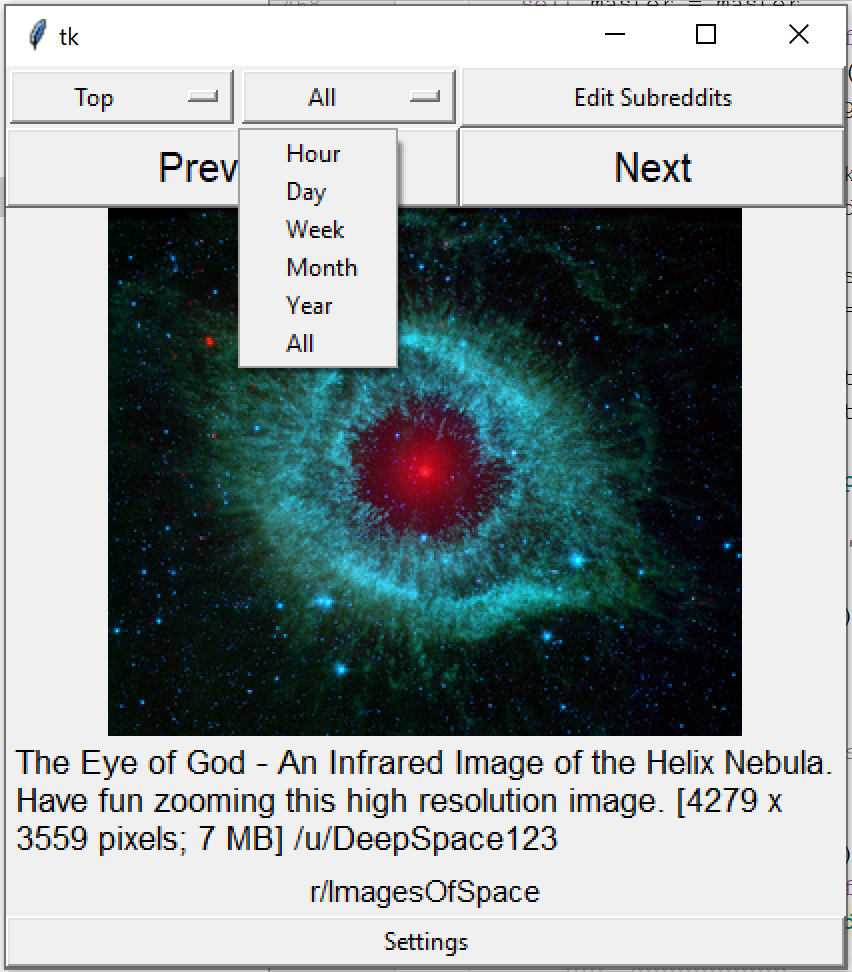 tk
Top
All
Edit Subreddits
Prev
Next
Hour
Day
Week
Month
Year
All
The Eye of God - An Infrared Image of the Helix Nebula.
Have fun zooming this high resolution image. [4279 x
3559 pixels; 7 MB] /u/DeepSpace123
r/ImagesOfSpace
Settings